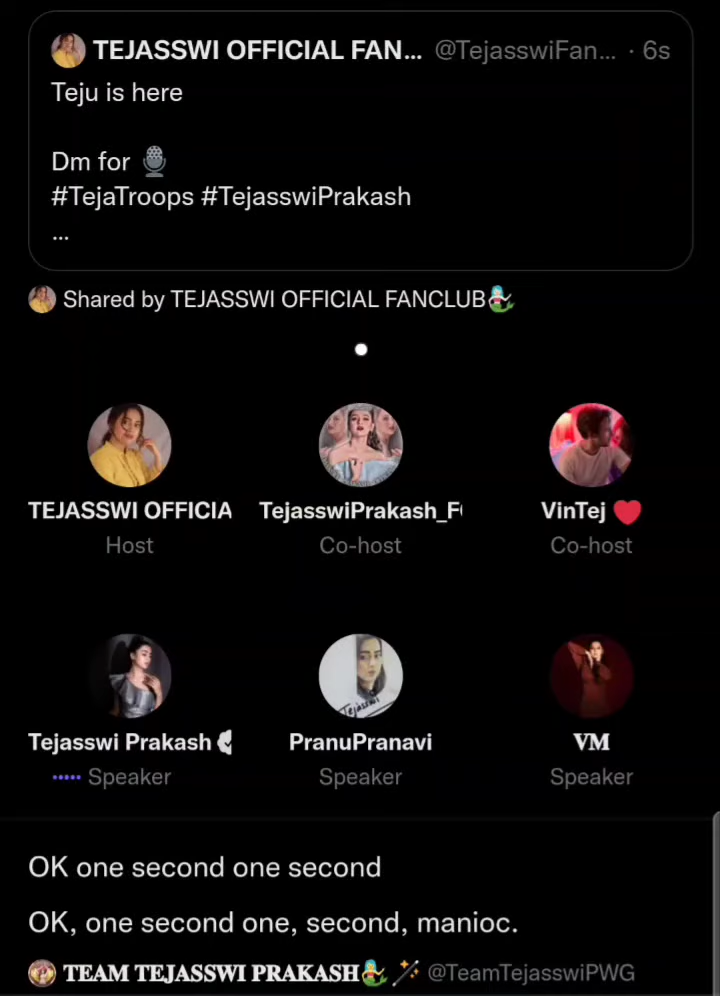 TEJASSWI OFFICIAL FAN... @TejasswiFan... · 6s
Teju is here
Dm for 🎙️
#TejaTroops #TejasswiPrakash
...
Shared by TEJASSWI OFFICIAL FANCLUB🧜‍♀️
TEJASSWI OFFICIA TejasswiPrakash_F VinTej ❤️
Host Co-host Co-host
Tejasswi Prakash PranuPranavi VM
Speaker Speaker Speaker
OK one second one second
OK, one second one, second, manioc.
TEAM TEJASSWI PRAKASH🧜‍♀️🪄 @TeamTejasswiPWG